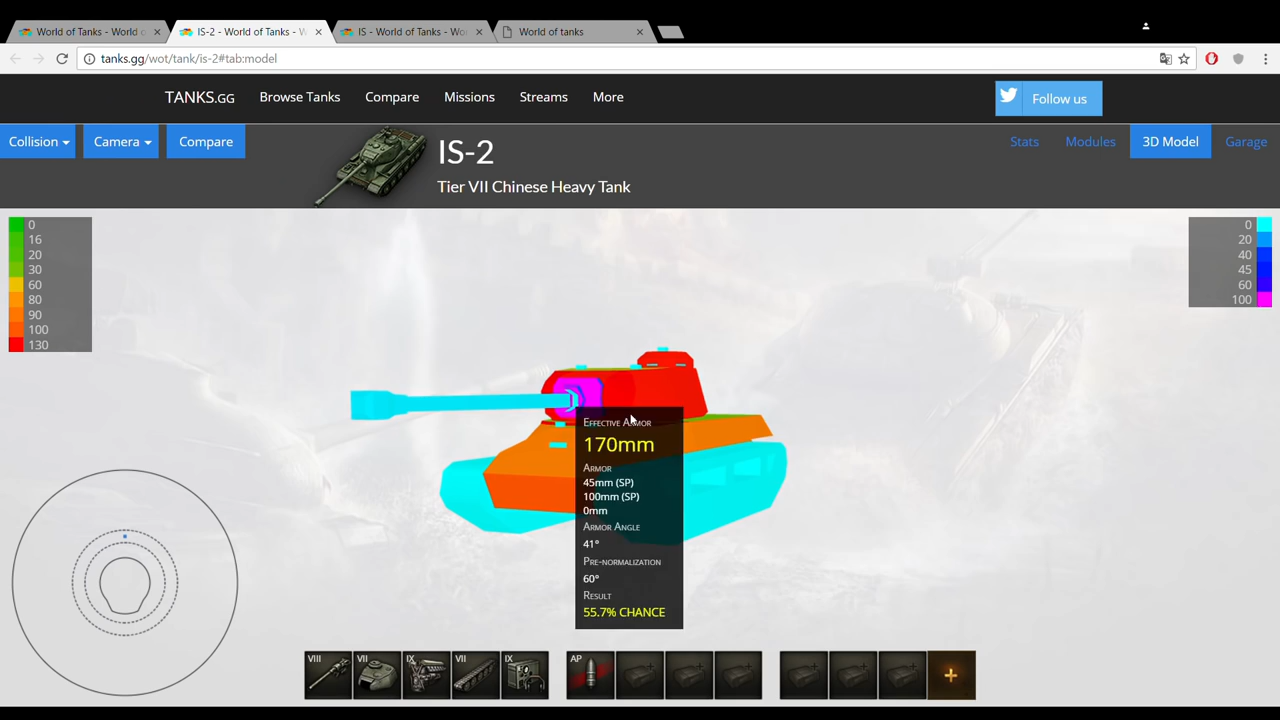 World of Tanks - World o
IS-2 - World of Tanks - W
IS - World of Tanks - Wo
World of tanks
tanks.gg/wot/tank/is-2#tab:model
TANKS.GG
Browse Tanks
Compare
Missions
Streams
More
Follow us
Collision
Camera
Compare
IS-2
Tier VII Chinese Heavy Tank
Stats
Modules
3D Model
Garage
0
16
20
30
60
80
90
100
130
0
20
40
45
60
100
Effective Armor
170mm
Armor
45mm (SP)
100mm (SP)
0mm
Armor Angle
41°
Pre-normalization
60°
Result
55.7% CHANCE
VIII
VII
IX
VII
IX
AP